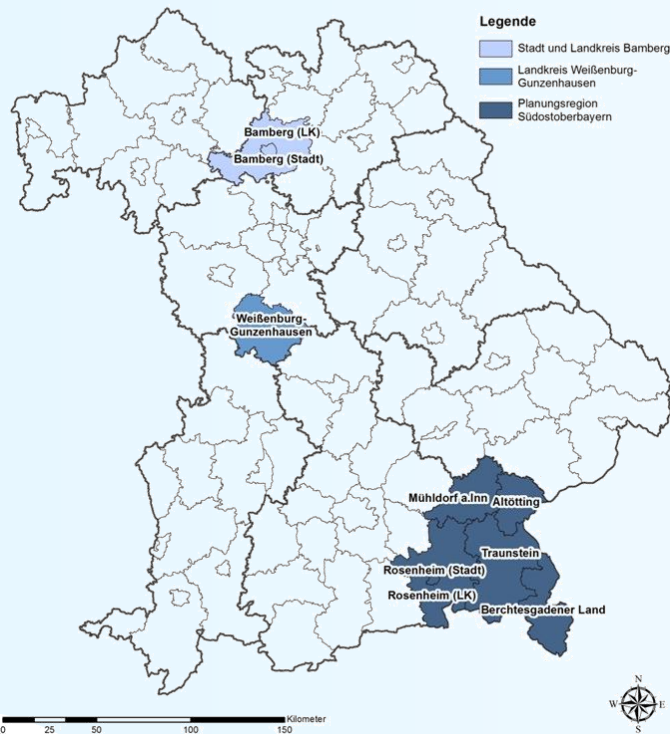 Legende
Stadt und Landkreis Bamberg
Landkreis Weißenburg-
Gunzenhausen
Planungsregion
Südostoberbayern
Bamberg (LK)
Bamberg (Stadt)
Weißenburg-
Gunzenhausen
Mühldorf a.Inn
Altötting
Traunstein
Rosenheim (Stadt)
Rosenheim (LK)
Berchtesgadener Land
N
W
E
S
Kilometer
0 25 50 100 150